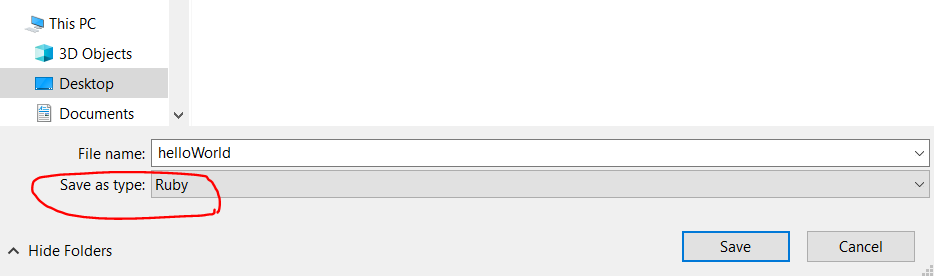 This PC
3D Objects
Desktop
Documents
File name: helloWorld
Save as type: Ruby
Hide Folders Save Cancel